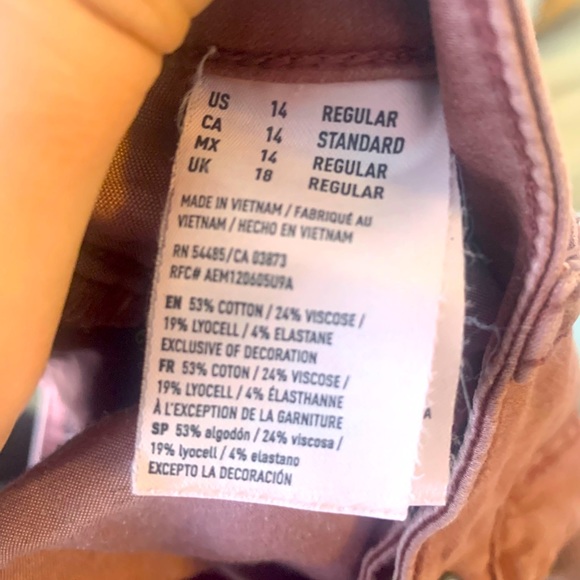 US 14 REGULAR
CA 14 STANDARD
MX 14 REGULAR
UK 18 REGULAR
MADE IN VIETNAM / FABRIQUÉ AU
VIETNAM / HECHO EN VIETNAM
RN 54485/CA 03873
RFC# AEM120605U9A
EN 53% COTTON / 24% VISCOSE /
19% LYOCELL / 4% ELASTANE
EXCLUSIVE OF DECORATION
FR 53% COTON / 24% VISCOSE /
19% LYOCELL / 4% ÉLASTHANNE
À L'EXCEPTION DE LA GARNITURE
SP 53% algodón / 24% viscosa /
19% lyocell / 4% elastano
EXCEPTO LA DECORACIÓN
A